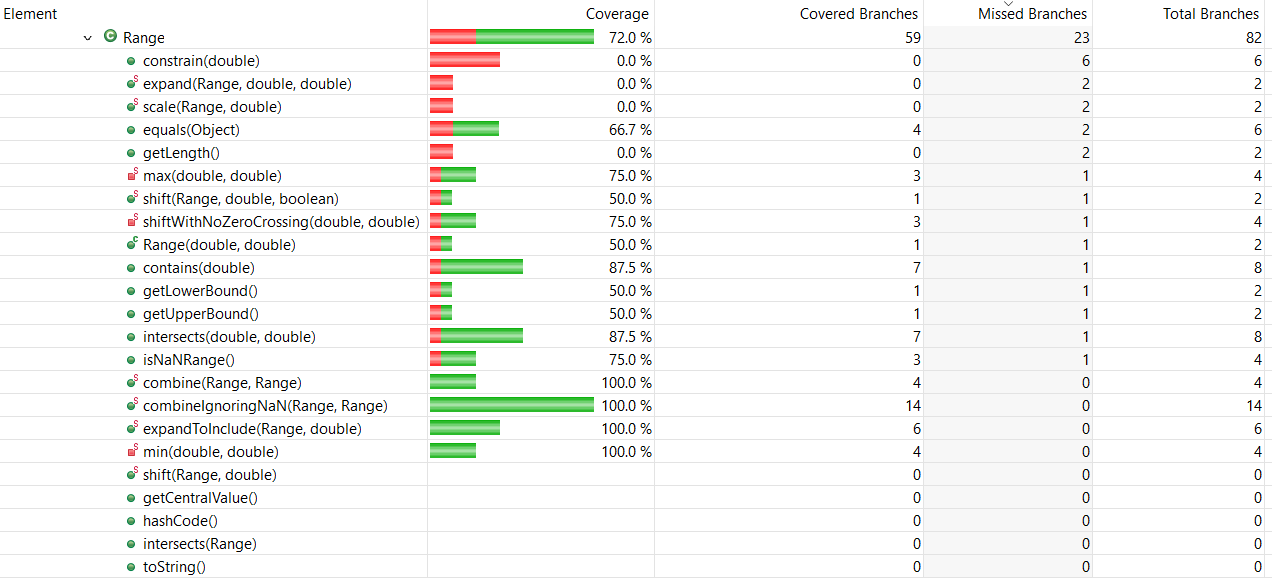 Element Coverage Covered Branches Missed Branches Total Branches
Range 72.0 % 59 23 82
constrain(double) 0.0 % 0 6 6
expand(Range, double, double) 0.0 % 0 2 2
scale(Range, double) 0.0 % 0 2 2
equals(Object) 66.7 % 4 2 6
getLength() 0.0 % 0 2 2
max(double, double) 75.0 % 3 1 4
shift(Range, double, boolean) 50.0 % 1 1 2
shiftWithNoZeroCrossing(double, double) 75.0 % 3 1 4
Range(double, double) 50.0 % 1 1 2
contains(double) 87.5 % 7 1 8
getLowerBound() 50.0 % 1 1 2
getUpperBound() 50.0 % 1 1 2
intersects(double, double) 87.5 % 7 1 8
isNaNRange() 75.0 % 3 1 4
combine(Range, Range) 100.0 % 4 0 4
combineIgnoringNaN(Range, Range) 100.0 % 14 0 14
expandToInclude(Range, double) 100.0 % 6 0 6
min(double, double) 100.0 % 4 0 4
shift(Range, double) 0 0 0
getCentralValue() 0 0 0
hashCode() 0 0 0
intersects(Range) 0 0 0
toString() 0 0 0